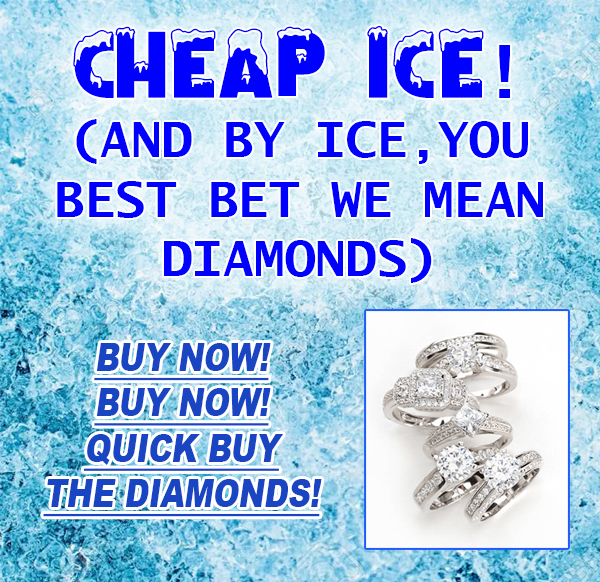 CHEAP ICE!
(AND BY ICE,YOU
BEST BET WE MEAN
DIAMONDS)
BUY NOW!
BUY NOW!
QUICK BUY
THE DIAMONDS!